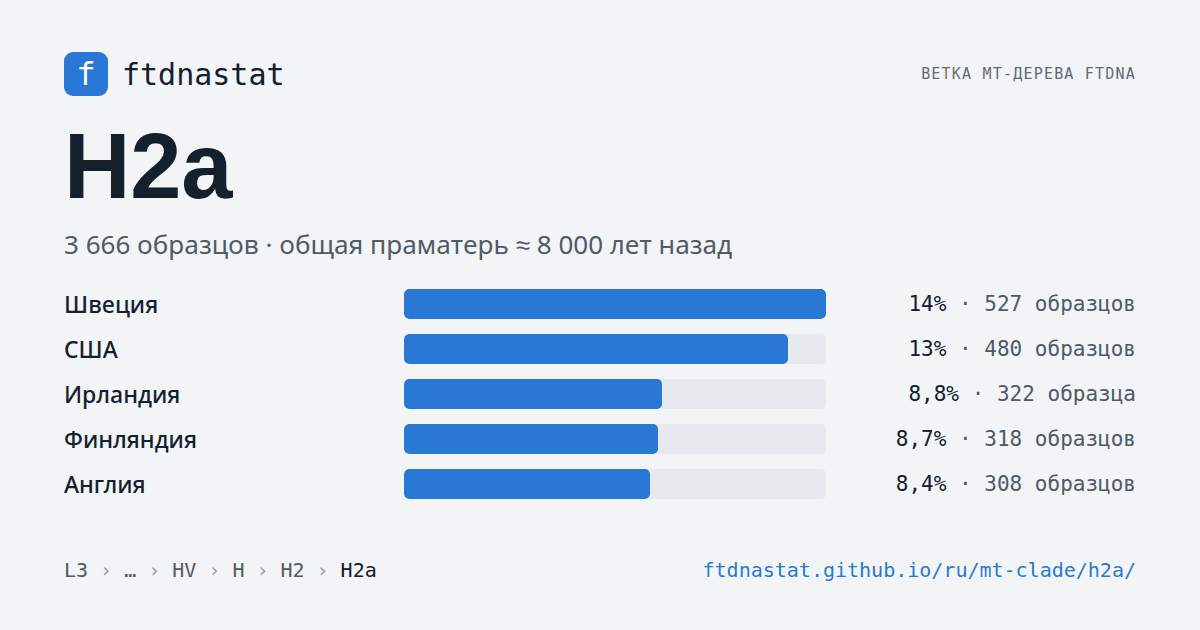 f ftdnastat
ВЕТКА МТ-ДЕРЕВА FTDNA
H2a
3 666 образцов · общая праматерь ≈ 8 000 лет назад
Швеция 14% · 527 образцов
США 13% · 480 образцов
Ирландия 8,8% · 322 образца
Финляндия 8,7% · 318 образцов
Англия 8,4% · 308 образцов
L3 › … › HV › H › H2 › H2a
ftdnastat.github.io/ru/mt-clade/h2a/